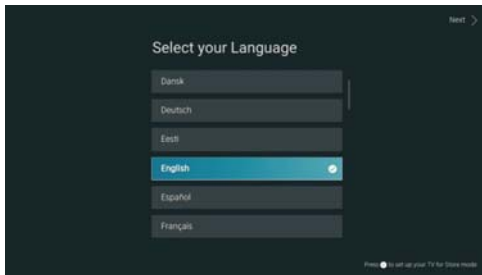 Next
Select your Language
Dansk
Deutsch
Eesti
English
Español
Français
Press to set up your TV for Store mode